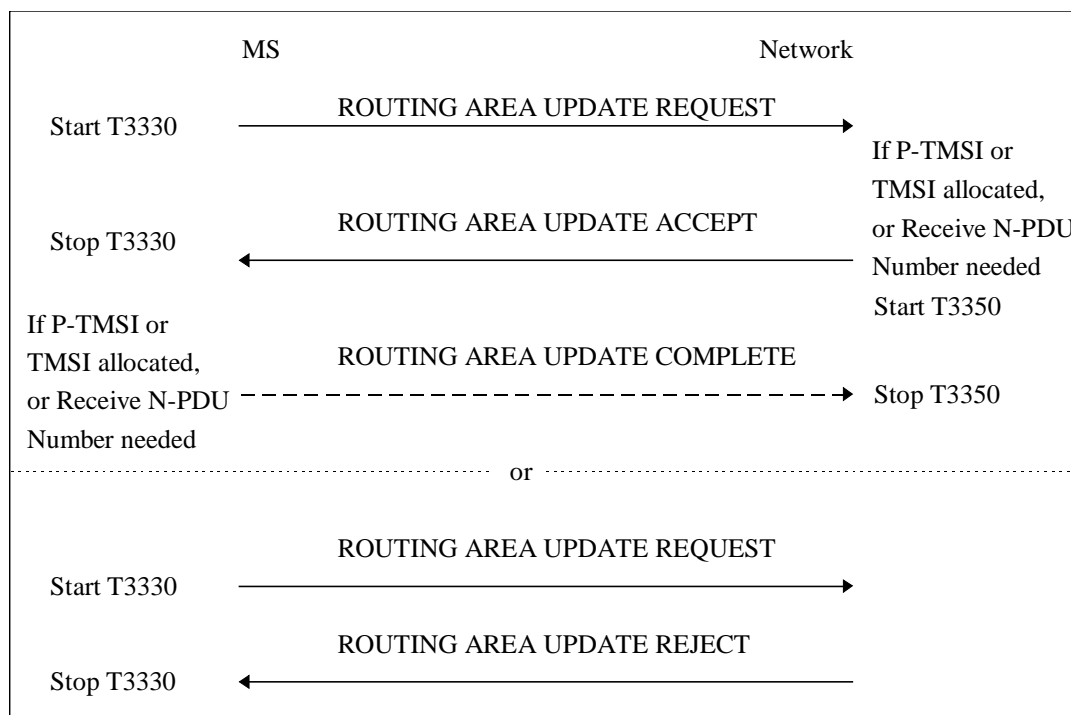 MS
Network
ROUTING AREA UPDATE REQUEST
Start T3330
If P-TMSI or
TMSI allocated,
or Receive N-PDU
Number needed
Start T3350
ROUTING AREA UPDATE ACCEPT
Stop T3330
If P-TMSI or
TMSI allocated,
or Receive N-PDU
Number needed
ROUTING AREA UPDATE COMPLETE
Stop T3350
or
ROUTING AREA UPDATE REQUEST
Start T3330
ROUTING AREA UPDATE REJECT
Stop T3330